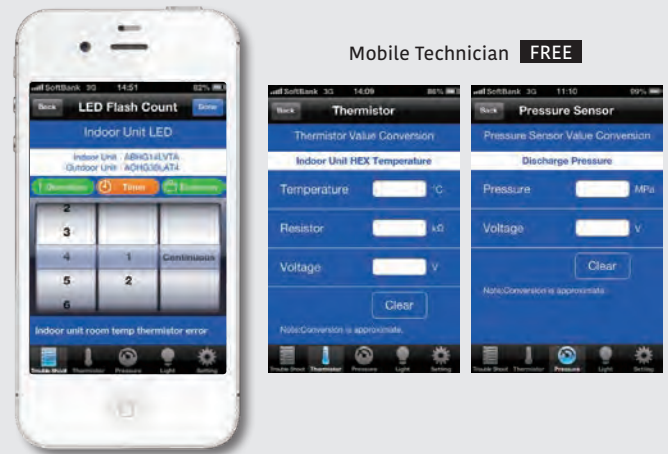 Mobile Technician FREE
SoftBank 3G 14:51 82%
Back LED Flash Count Done
Indoor Unit LED
Indoor Unit : ABHG14LVTA
Outdoor Unit : AOHG36LAT4
Operation Timer Economy
2
3
4 1 Continuous
5 2
6
Indoor unit room temp thermistor error
Trouble Shoot Thermistor Pressure Light Setting
SoftBank 3G 14:09 86%
Back Thermistor
Thermistor Value Conversion
Indoor Unit HEX Temperature
Temperature °C
Resistor kΩ
Voltage V
Clear
Note:Conversion is approximate.
Trouble Shoot Thermistor Pressure Light Setting
SoftBank 3G 11:10 99%
Back Pressure Sensor
Pressure Sensor Value Conversion
Discharge Pressure
Pressure MPa
Voltage V
Clear
Note:Conversion is approximate.
Trouble Shoot Thermistor Pressure Light Setting